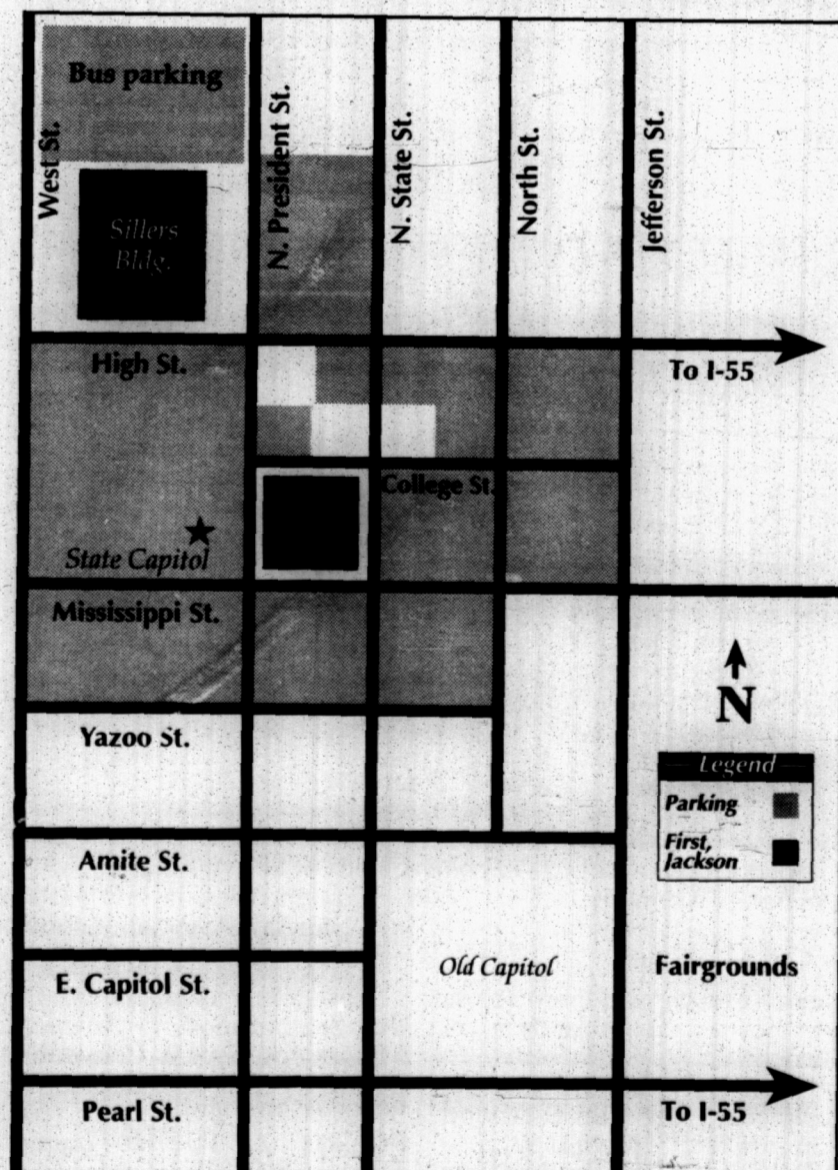 Bus parking
West St.
N. President St.
N. State St.
North St.
Jefferson St.
Sillers
Bldg.
High St.
To I-55
College St.
State Capitol
Mississippi St.
N
Yazoo St.
Legend
Parking
First,
Jackson
Amite St.
Old Capitol
Fairgrounds
E. Capitol St.
Pearl St.
To I-55